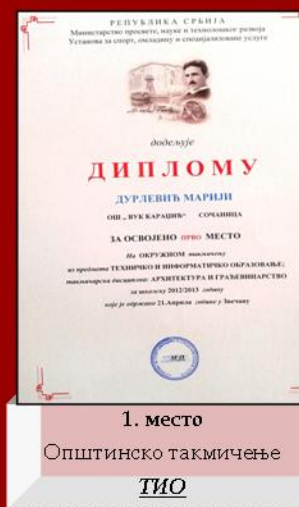 РЕПУБЛИКА СРБИЈА
Министарство просвете, науке и технолошког развоја
Установа за спорт, омладину и специјализоване услуге
додељује
ДИПЛОМУ
ДУРЛЕВИЋ МАРИЈИ
ОШ „ВУК КАРАЏИЋ“ СОЧАНИЦА
ЗА ОСВОЈЕНО ПРВО МЕСТО
На ОКРУЖНОМ такмичењу
из предмета ТЕХНИЧКО И ИНФОРМАТИЧКО ОБРАЗОВАЊЕ;
такмичарска дисциплина: АРХИТЕКТУРА И ГРАЂЕВИНАРСТВО
за школску 2012/2013 годину
које је одржано 21.Априла године у Звечану
1. место
Општинско такмичење
ТИО